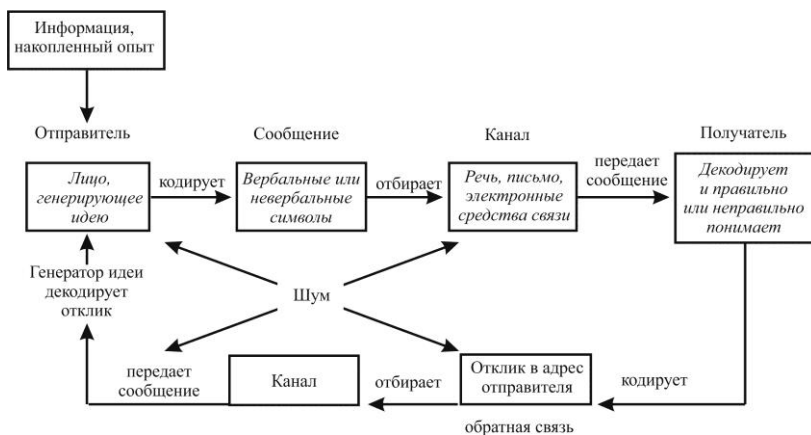 Информация,
накопленный опыт
Отправитель
Сообщение
Канал
Получатель
Лицо,
генерирующее
идею
кодирует
Вербальные или
невербальные
символы
отбирает
Речь, письмо,
электронные
средства связи
передает
сообщение
Декодирует
и правильно
или неправильно
понимает
Генератор идеи
декодирует
отклик
Шум
передает
сообщение
Канал
отбирает
Отклик в адрес
отправителя
кодирует
обратная связь